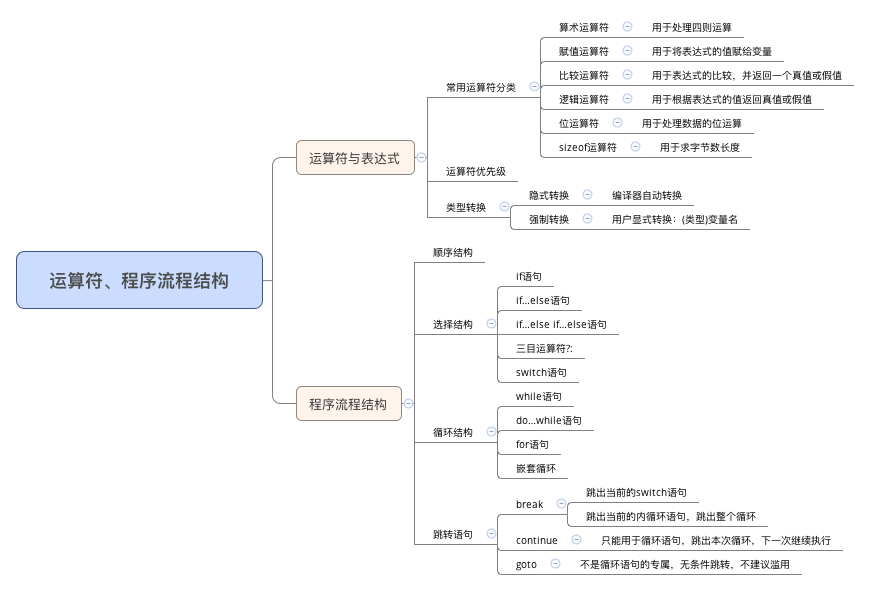 运算符、程序流程结构
运算符与表达式
常用运算符分类
算术运算符 用于处理四则运算
赋值运算符 用于将表达式的值赋给变量
比较运算符 用于表达式的比较，并返回一个真值或假值
逻辑运算符 用于根据表达式的值返回真值或假值
位运算符 用于处理数据的位运算
sizeof运算符 用于求字节数长度
运算符优先级
类型转换
隐式转换 编译器自动转换
强制转换 用户显式转换：(类型)变量名
程序流程结构
顺序结构
选择结构
if语句
if...else语句
if...else if...else语句
三目运算符?:
switch语句
循环结构
while语句
do...while语句
for语句
嵌套循环
跳转语句
break
跳出当前的switch语句
跳出当前的内循环语句，跳出整个循环
continue 只能用于循环语句，跳出本次循环，下一次继续执行
goto 不是循环语句的专属，无条件跳转，不建议滥用